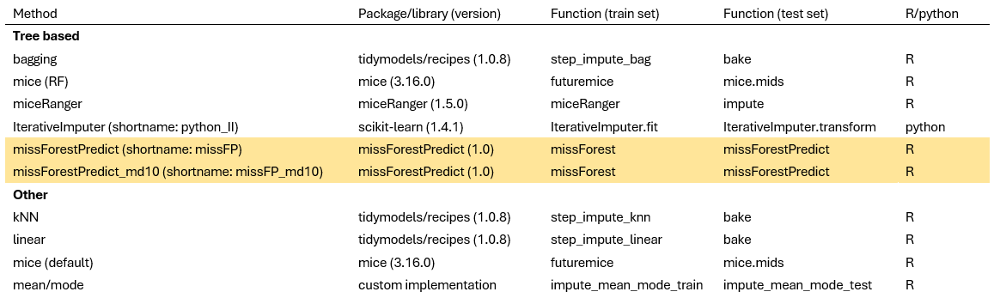 Method Package/library (version) Function (train set) Function (test set) R/python
Tree based
bagging tidymodels/recipes (1.0.8) step_impute_bag bake R
mice (RF) mice (3.16.0) futuremice mice.mids R
miceRanger miceRanger (1.5.0) miceRanger impute R
IterativeImputer (shortname: python_II) scikit-learn (1.4.1) IterativeImputer.fit IterativeImputer.transform python
missForestPredict (shortname: missFP) missForestPredict (1.0) missForest missForestPredict R
missForestPredict_md10 (shortname: missFP_md10) missForestPredict (1.0) missForest missForestPredict R
Other
kNN tidymodels/recipes (1.0.8) step_impute_knn bake R
linear tidymodels/recipes (1.0.8) step_impute_linear bake R
mice (default) mice (3.16.0) futuremice mice.mids R
mean/mode custom implementation impute_mean_mode_train impute_mean_mode_test R